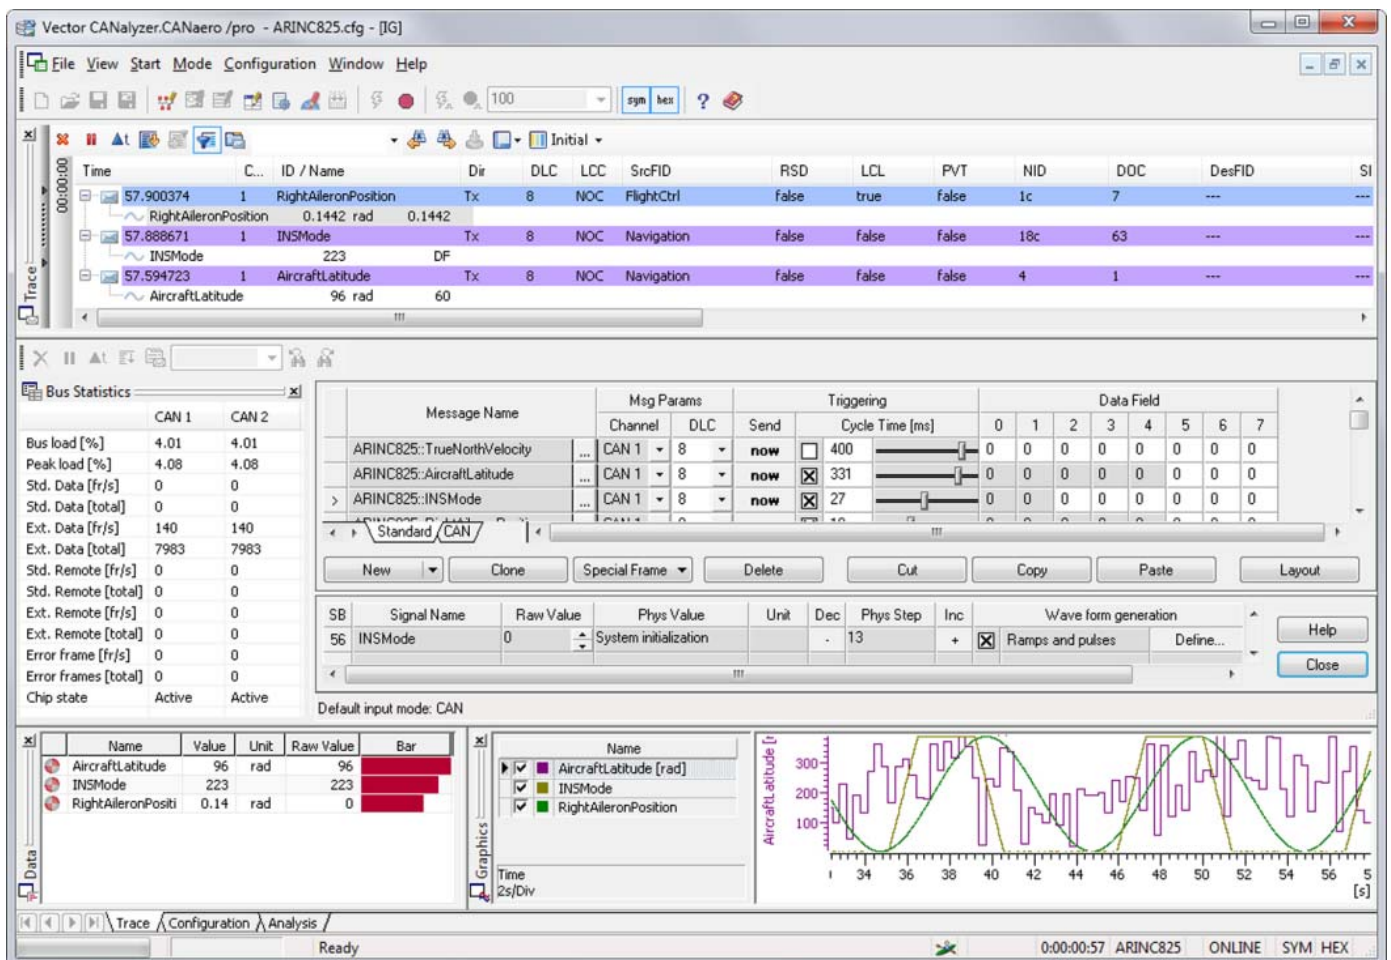 Vector CANalyzer.CANaero /pro - ARINC825.cfg - [IG]
File View Start Mode Configuration Window Help
100 sym hex ?
Δt Initial
Time C... ID / Name Dir DLC LCC SrcFID RSD LCL PVT NID DOC DesFID SI
00:00:00
57.900374 1 RightAileronPosition Tx 8 NOC FlightCtrl false true false 1c 7 --- ---
RightAileronPosition 0.1442 rad 0.1442
57.888671 1 INSMode Tx 8 NOC Navigation false false false 18c 63 --- ---
INSMode 223 DF
57.594723 1 AircraftLatitude Tx 8 NOC Navigation false false false 4 1 --- ---
AircraftLatitude 96 rad 60
Trace
Δt
Bus Statistics
CAN 1 CAN 2
Bus load [%] 4.01 4.01
Peak load [%] 4.08 4.08
Std. Data [fr/s] 0 0
Std. Data [total] 0 0
Ext. Data [fr/s] 140 140
Ext. Data [total] 7983 7983
Std. Remote [fr/s] 0 0
Std. Remote [total] 0 0
Ext. Remote [fr/s] 0 0
Ext. Remote [total] 0 0
Error frame [fr/s] 0 0
Error frames [total] 0 0
Chip state Active Active
Message Name Msg Params Triggering Data Field
Channel DLC Send Cycle Time [ms] 0 1 2 3 4 5 6 7
ARINC825::TrueNorthVelocity ... CAN 1 8 now 400 0 0 0 0 0 0 0 0
ARINC825::AircraftLatitude ... CAN 1 8 now 331 0 0 0 0 0 0 0 0
ARINC825::INSMode ... CAN 1 8 now 27 0 0 0 0 0 0 0 0
Standard CAN
New Clone Special Frame Delete Cut Copy Paste Layout
SB Signal Name Raw Value Phys Value Unit Dec Phys Step Inc Wave form generation
56 INSMode 0 System initialization - 13 + Ramps and pulses Define...
Help
Close
Default input mode: CAN
Name Value Unit Raw Value Bar
AircraftLatitude 96 rad 96
INSMode 223 223
RightAileronPositi 0.14 rad 0
Data
Name
AircraftLatitude [rad]
INSMode
RightAileronPosition
Time
2s/Div
Graphics
AircraftLatitude [r
300
200
100
34 36 38 40 42 44 46 48 50 52 54 56 5
[s]
Trace Configuration Analysis
Ready 0:00:00:57 ARINC825 ONLINE SYM HEX